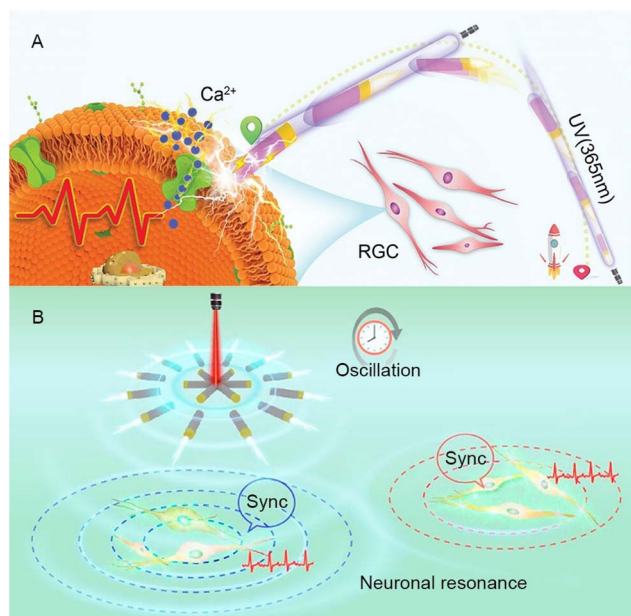 A
Ca²⁺
UV(365nm)
RGC
B
Oscillation
Sync
Sync
Neuronal resonance